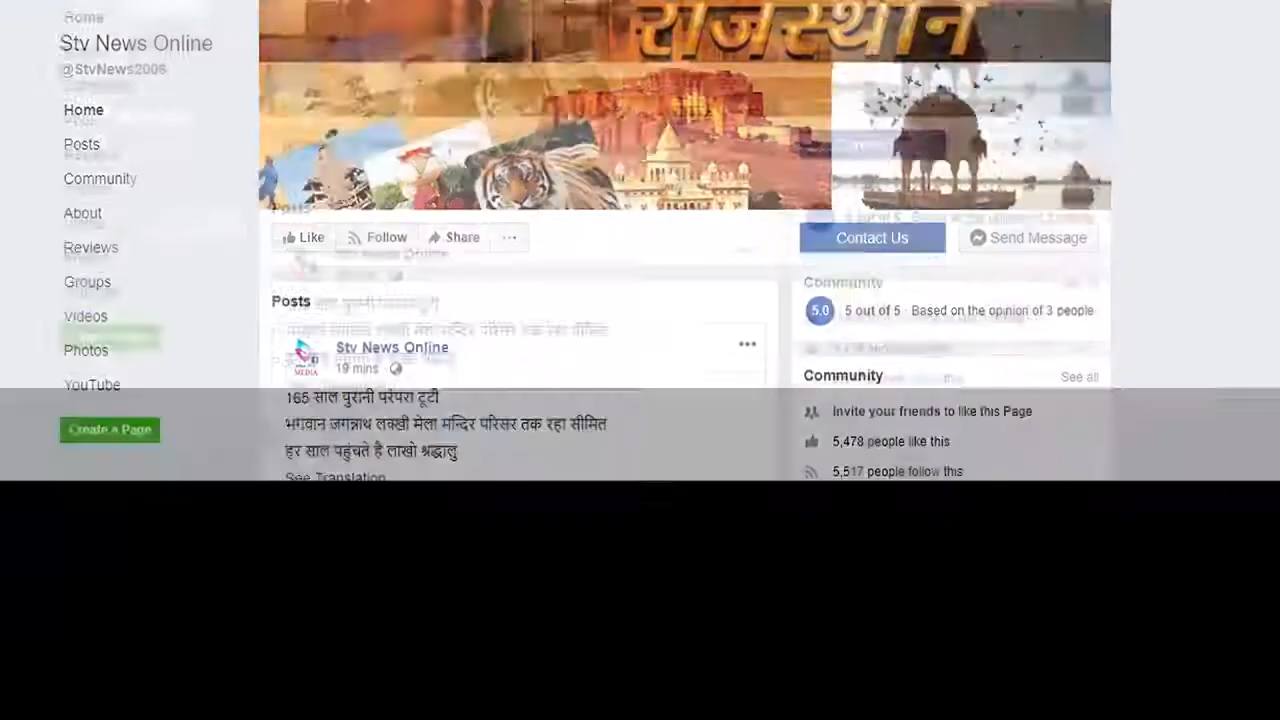 Home
Stv News Online
@StvNews2006
Home
Posts
Community
About
Reviews
Groups
Videos
Photos
YouTube
Create a Page
राजस्थान
Like
Follow
Share
Contact Us
Send Message
Posts
Stv News Online
19 mins
165 साल पुरानी परंपरा टूटी
भगवान जगन्नाथ लक्खी मेला मन्दिर परिसर तक रहा सीमित
हर साल पहुंचते है लाखो श्रद्धालु
See Translation
Community
5.0
5 out of 5 · Based on the opinion of 3 people
Community
See all
Invite your friends to like this Page
5,478 people like this
5,517 people follow this